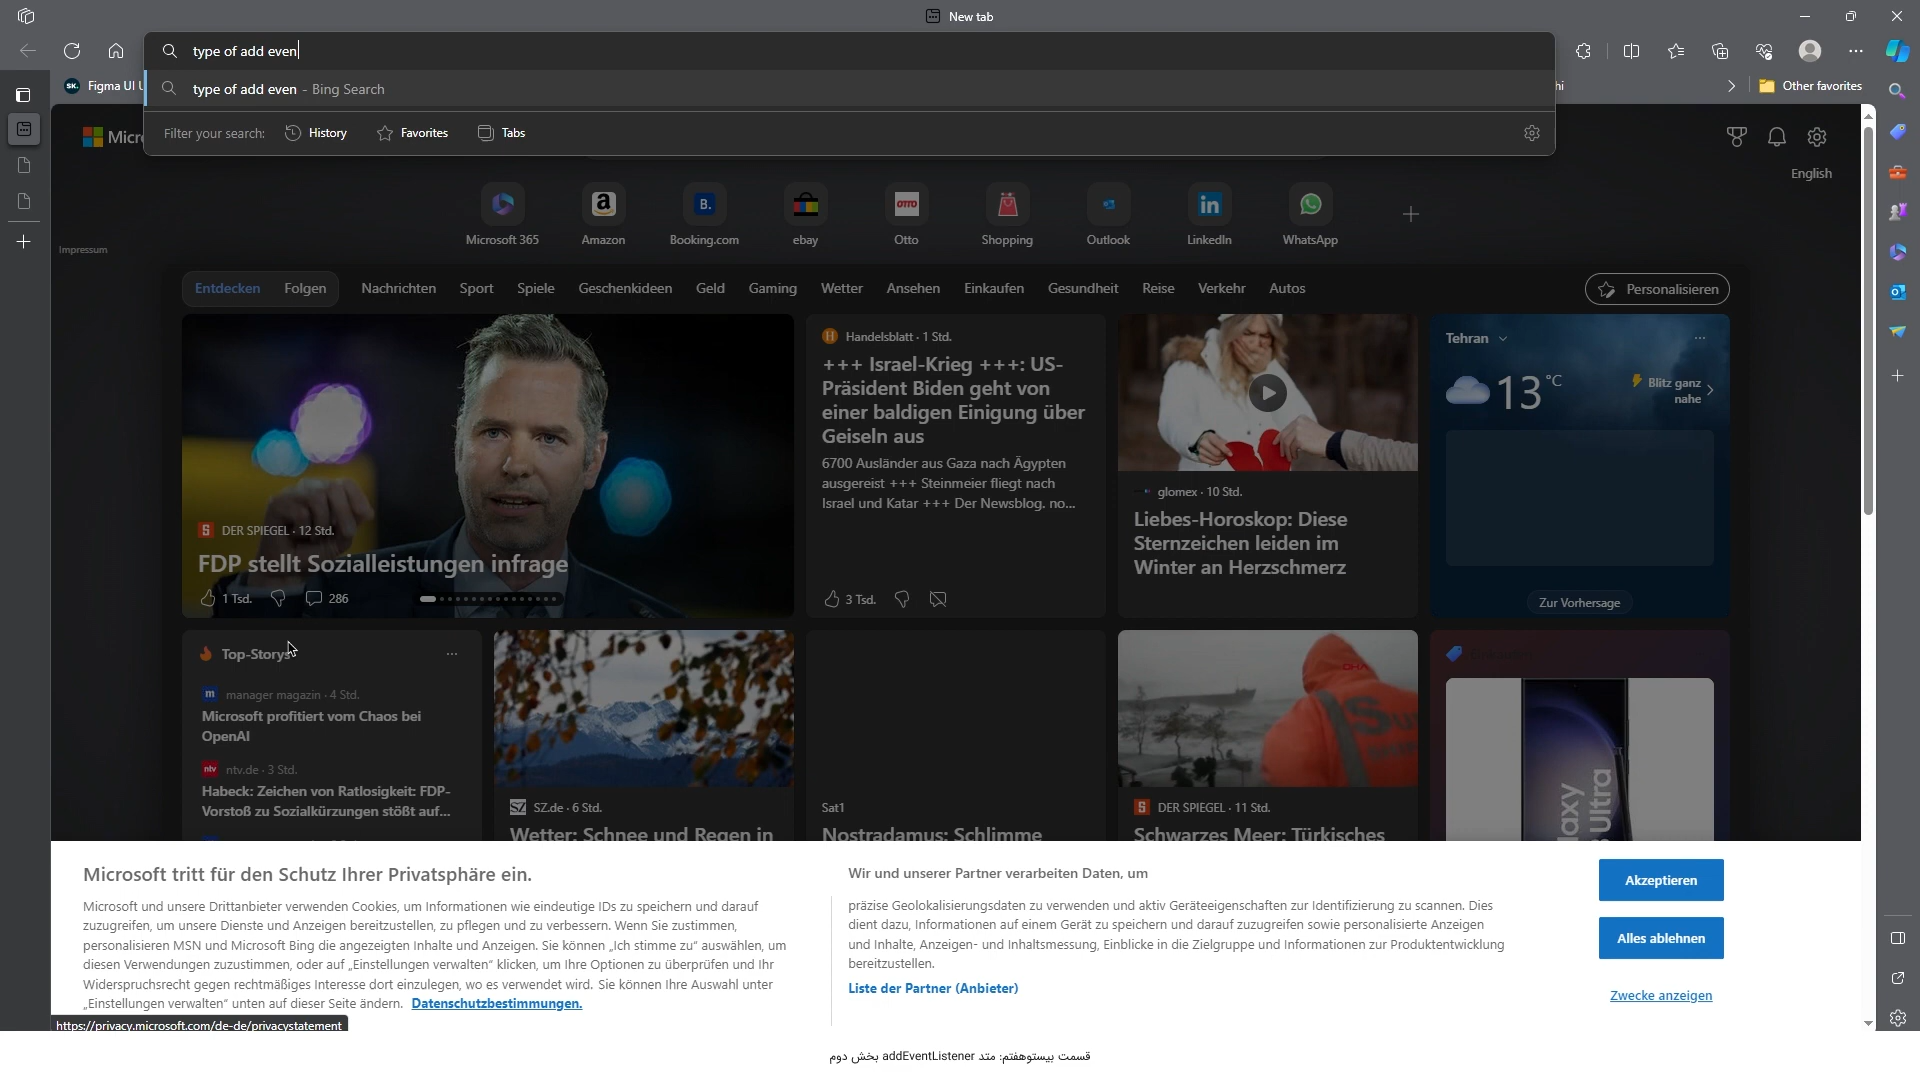 New tab
type of add even
type of add even - Bing Search
Filter your search:
History
Favorites
Tabs
Figma UI U
hi
Other favorites
Micr
English
Microsoft 365
Amazon
Booking.com
ebay
Otto
Shopping
Outlook
LinkedIn
WhatsApp
Impressum
Entdecken
Folgen
Nachrichten
Sport
Spiele
Geschenkideen
Geld
Gaming
Wetter
Ansehen
Einkaufen
Gesundheit
Reise
Verkehr
Autos
Personalisieren
DER SPIEGEL · 12 Std.
FDP stellt Sozialleistungen infrage
1 Tsd.
286
Handelsblatt · 1 Std.
+++ Israel-Krieg +++: US-
Präsident Biden geht von
einer baldigen Einigung über
Geiseln aus
6700 Ausländer aus Gaza nach Ägypten
ausgereist +++ Steinmeier fliegt nach
Israel und Katar +++ Der Newsblog. no...
3 Tsd.
glomex · 10 Std.
Liebes-Horoskop: Diese
Sternzeichen leiden im
Winter an Herzschmerz
Tehran
13 °C
Blitz ganz
nahe
Zur Vorhersage
Top-Storys
manager magazin · 4 Std.
Microsoft profitiert vom Chaos bei
OpenAI
ntv.de · 3 Std.
Habeck: Zeichen von Ratlosigkeit: FDP-
Vorstoß zu Sozialkürzungen stößt auf...
SZ.de · 6 Std.
Wetter: Schnee und Regen in
Sat1
Nostradamus: Schlimme
DER SPIEGEL · 11 Std.
Schwarzes Meer: Türkisches
Microsoft tritt für den Schutz Ihrer Privatsphäre ein.
Microsoft und unsere Drittanbieter verwenden Cookies, um Informationen wie eindeutige IDs zu speichern und darauf
zuzugreifen, um unsere Dienste und Anzeigen bereitzustellen, zu pflegen und zu verbessern. Wenn Sie zustimmen,
personalisieren MSN und Microsoft Bing die angezeigten Inhalte und Anzeigen. Sie können „Ich stimme zu“ auswählen, um
diesen Verwendungen zuzustimmen, oder auf „Einstellungen verwalten“ klicken, um Ihre Optionen zu überprüfen und Ihr
Widerspruchsrecht gegen rechtmäßiges Interesse dort einzulegen, wo es verwendet wird. Sie können Ihre Auswahl unter
„Einstellungen verwalten“ unten auf dieser Seite ändern. Datenschutzbestimmungen.
Wir und unserer Partner verarbeiten Daten, um
präzise Geolokalisierungsdaten zu verwenden und aktiv Geräteeigenschaften zur Identifizierung zu scannen. Dies
dient dazu, Informationen auf einem Gerät zu speichern und darauf zuzugreifen sowie personalisierte Anzeigen
und Inhalte, Anzeigen- und Inhaltsmessung, Einblicke in die Zielgruppe und Informationen zur Produktentwicklung
bereitzustellen.
Liste der Partner (Anbieter)
Akzeptieren
Alles ablehnen
Zwecke anzeigen
https://privacy.microsoft.com/de-de/privacystatement
قسمت بیستوهفتم: متد addEventListener بخش دوم